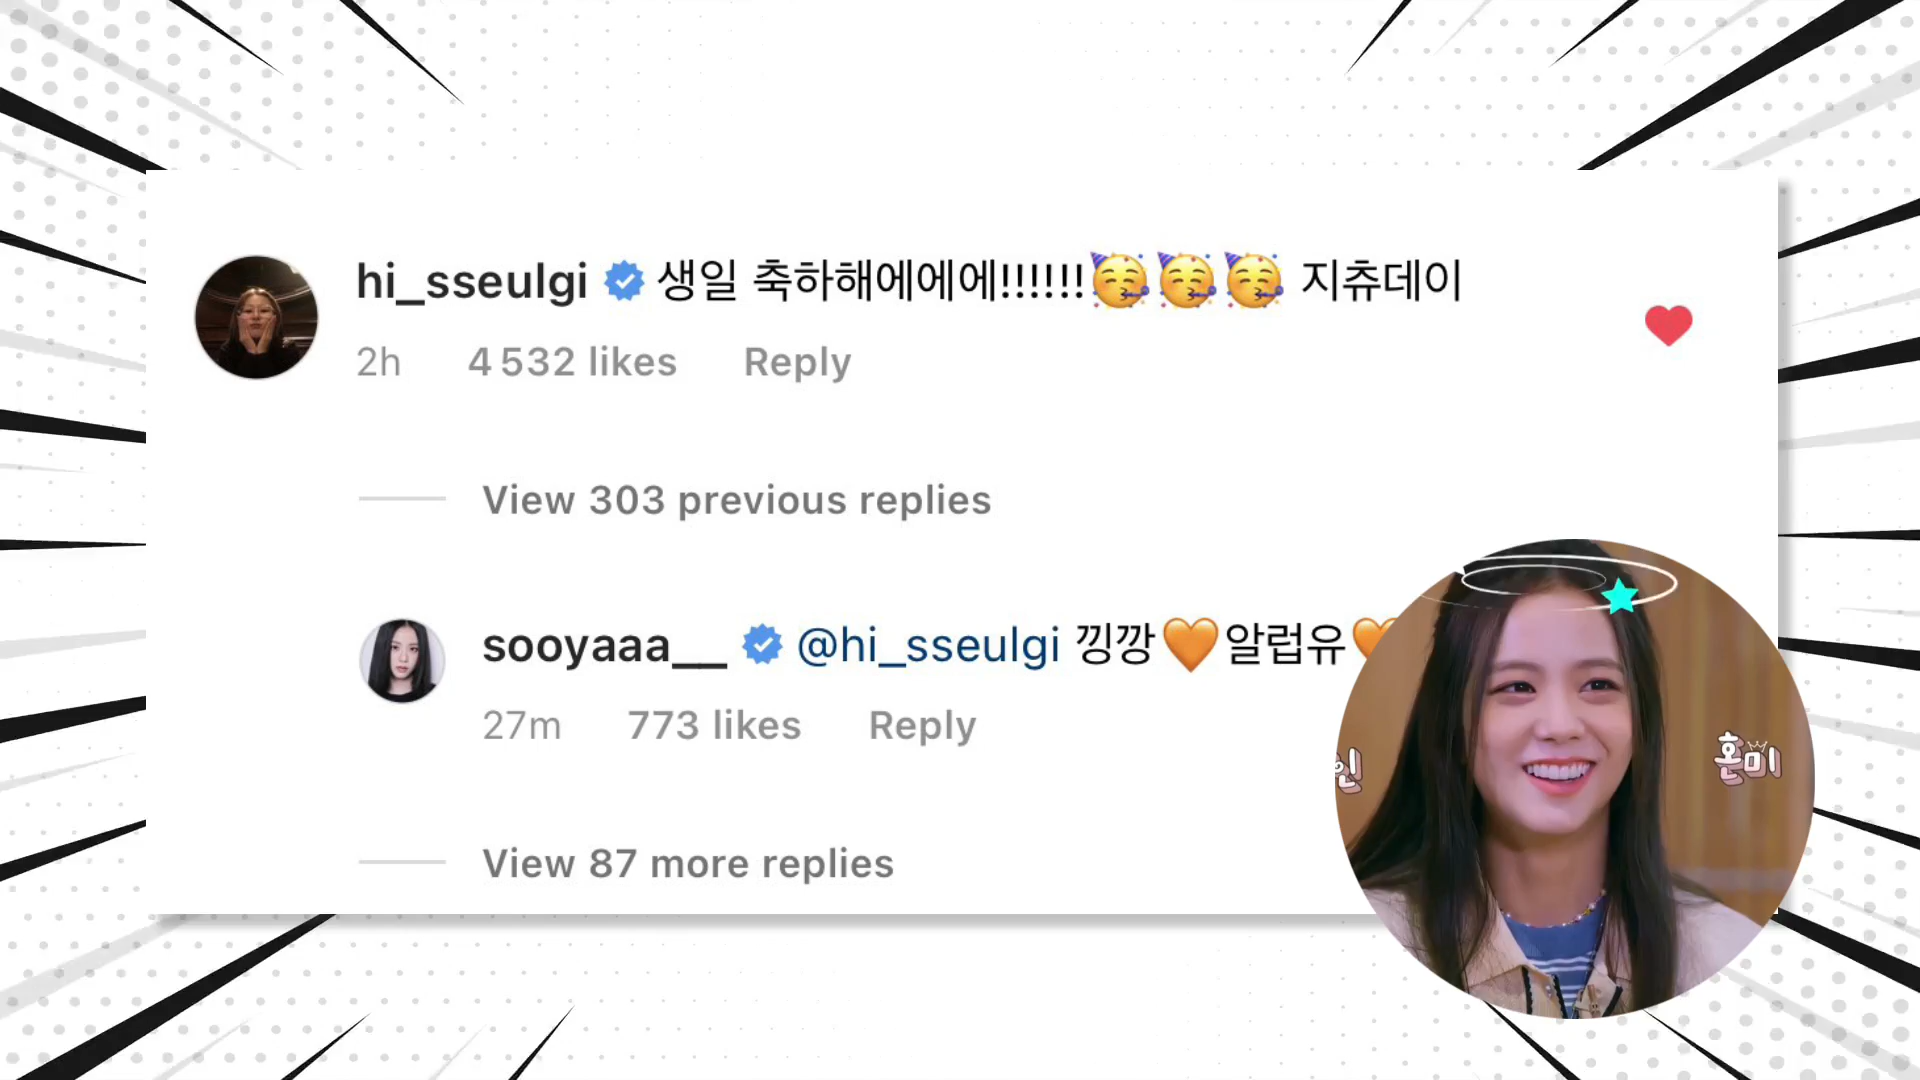 hi_sseulgi 생일 축하해에에에!!!!!!🥳🥳🥳 지츄데이
2h 4 532 likes Reply
View 303 previous replies
sooyaaa__ @hi_sseulgi 낑깡🧡알럽유🧡
27m 773 likes Reply
인
혼미
View 87 more replies